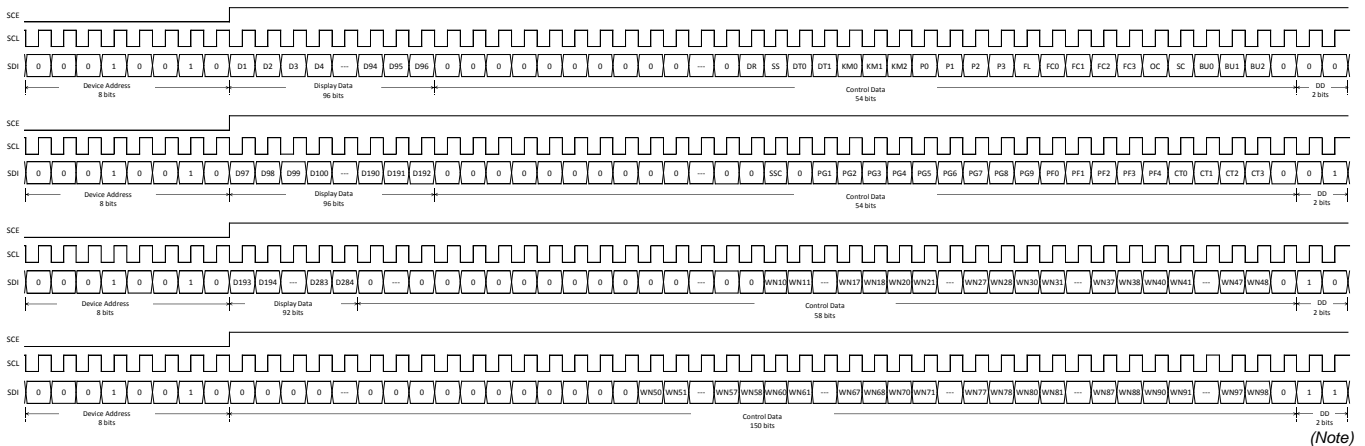 SCE
SCL
SDI 0 0 0 1 0 0 1 0 D1 D2 D3 D4 --- D94 D95 D96 0 0 0 0 0 0 0 0 0 0 --- 0 DR SS DT0 DT1 KM0 KM1 KM2 P0 P1 P2 P3 FL FC0 FC1 FC2 FC3 OC SC BU0 BU1 BU2 0 0 0
Device Address Display Data Control Data DD
8 bits 96 bits 54 bits 2 bits
SCE
SCL
SDI 0 0 0 1 0 0 1 0 D97 D98 D99 D100 --- D190 D191 D192 0 0 0 0 0 0 0 0 0 0 --- 0 0 SSC 0 PG1 PG2 PG3 PG4 PG5 PG6 PG7 PG8 PG9 PF0 PF1 PF2 PF3 PF4 CT0 CT1 CT2 CT3 0 0 1
Device Address Display Data Control Data DD
8 bits 96 bits 54 bits 2 bits
SCE
SCL
SDI 0 0 0 1 0 0 1 0 D193 D194 --- D283 D284 0 --- 0 0 0 0 0 0 0 0 0 0 0 --- 0 0 WN10 WN11 --- WN17 WN18 WN20 WN21 --- WN27 WN28 WN30 WN31 --- WN37 WN38 WN40 WN41 --- WN47 WN48 0 1 0
Device Address Display Data Control Data DD
8 bits 92 bits 58 bits 2 bits
SCE
SCL
SDI 0 0 0 1 0 0 1 0 0 0 0 0 --- 0 0 0 0 0 0 0 0 0 0 0 WN50 WN51 --- WN57 WN58 WN60 WN61 --- WN67 WN68 WN70 WN71 --- WN77 WN78 WN80 WN81 --- WN87 WN88 WN90 WN91 --- WN97 WN98 0 1 1
Device Address Control Data DD
8 bits 150 bits 2 bits
(Note)